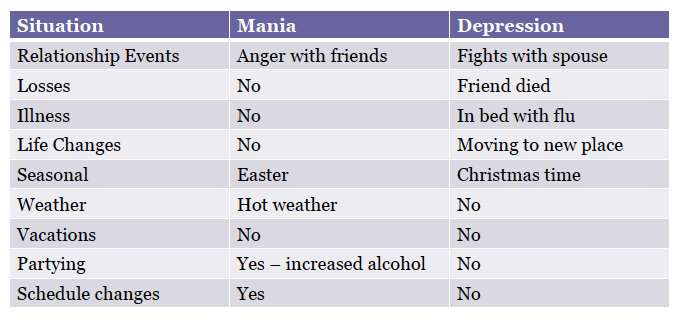 Situation Mania Depression
Relationship Events Anger with friends Fights with spouse
Losses No Friend died
Illness No In bed with flu
Life Changes No Moving to new place
Seasonal Easter Christmas time
Weather Hot weather No
Vacations No No
Partying Yes – increased alcohol No
Schedule changes Yes No